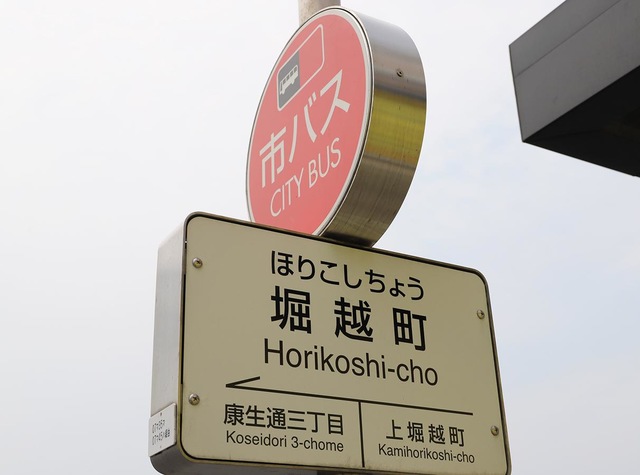 市バス
CITY BUS
ほりこしちょう
堀越町
Horikoshi-cho
康生通三丁目
Koseidori 3-chome
上堀越町
Kamihorikoshi-cho